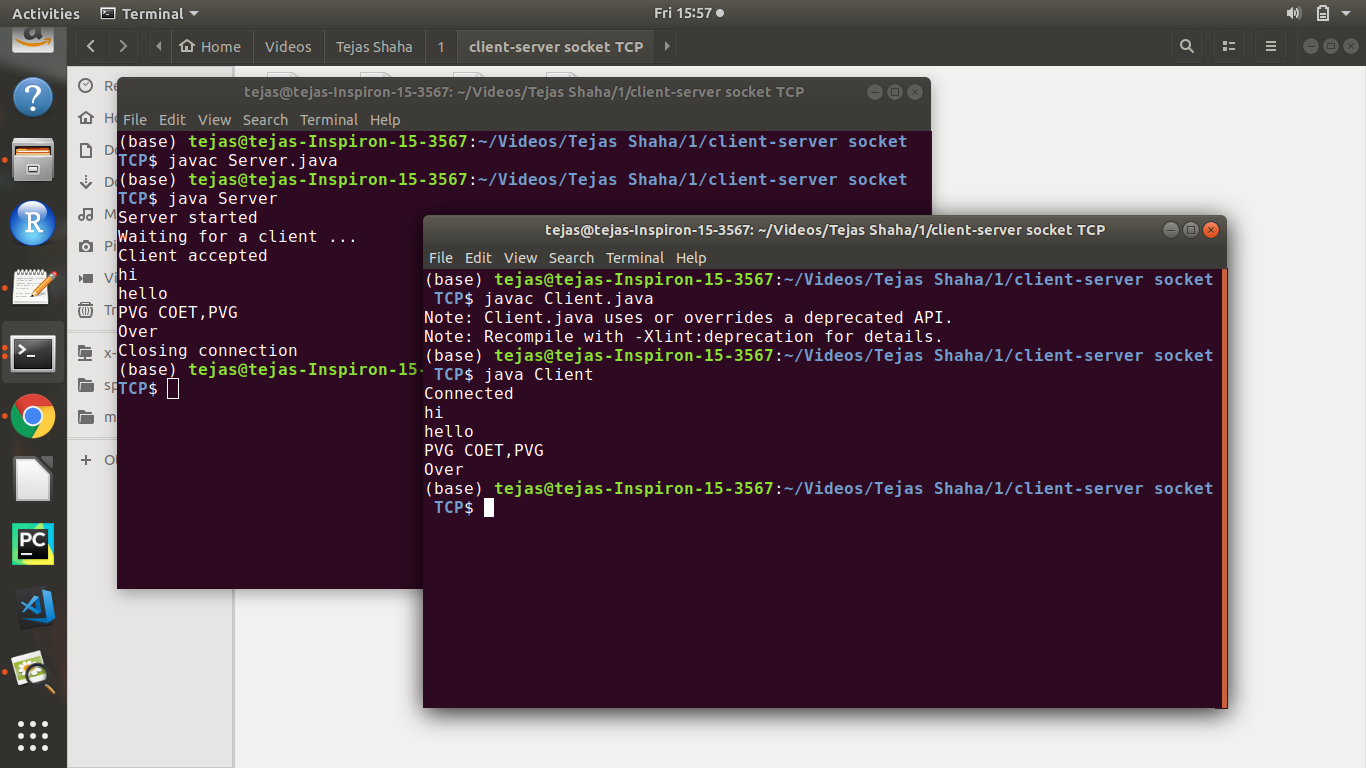 Activities Terminal Fri 15:57
Home Videos Tejas Shaha 1 client-server socket TCP
tejas@tejas-Inspiron-15-3567: ~/Videos/Tejas Shaha/1/client-server socket TCP
File Edit View Search Terminal Help
(base) tejas@tejas-Inspiron-15-3567:~/Videos/Tejas Shaha/1/client-server socket
TCP$ javac Server.java
(base) tejas@tejas-Inspiron-15-3567:~/Videos/Tejas Shaha/1/client-server socket
TCP$ java Server
Server started
Waiting for a client ...
Client accepted
hi
hello
PVG COET,PVG
Over
Closing connection
(base) tejas@tejas-Inspiron-15-
TCP$
tejas@tejas-Inspiron-15-3567: ~/Videos/Tejas Shaha/1/client-server socket TCP
File Edit View Search Terminal Help
(base) tejas@tejas-Inspiron-15-3567:~/Videos/Tejas Shaha/1/client-server socket
TCP$ javac Client.java
Note: Client.java uses or overrides a deprecated API.
Note: Recompile with -Xlint:deprecation for details.
(base) tejas@tejas-Inspiron-15-3567:~/Videos/Tejas Shaha/1/client-server socket
TCP$ java Client
Connected
hi
hello
PVG COET,PVG
Over
(base) tejas@tejas-Inspiron-15-3567:~/Videos/Tejas Shaha/1/client-server socket
TCP$
R
PC